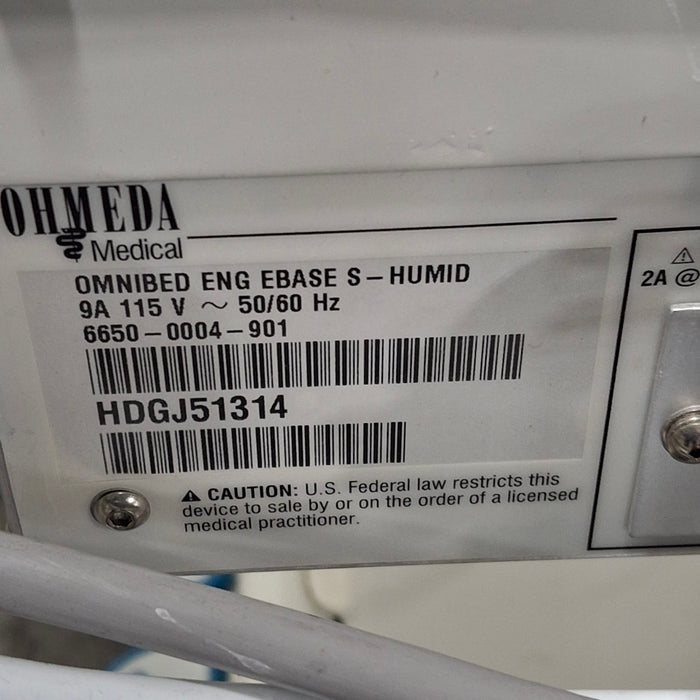 OHMEDA
Medical
OMNIBED ENG EBASE S-HUMID
9A 115 V ~ 50/60 Hz
6650-0004-901
HDGJ51314
⚠ CAUTION: U.S. Federal law restricts this
device to sale by or on the order of a licensed
medical practitioner.
2A @